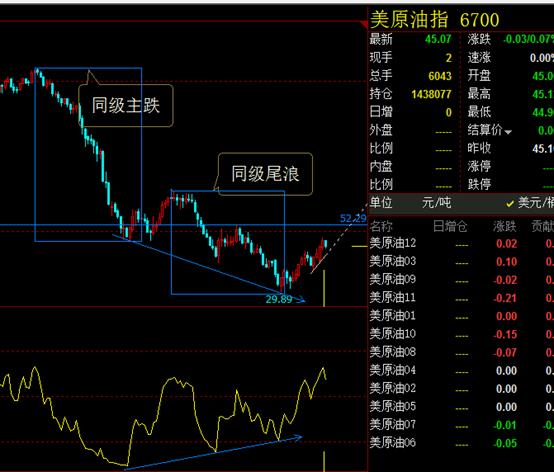 美原油指 6700
最新 45.07 涨跌 -0.03/0.07%
现手 2 速涨 0.00%
总手 6043 开盘 45.0
持仓 1438077 最高 45.1
日增 0 最低 44.9
外盘 ----- 结算价 0.0
比例 ----- 昨收 45.10
内盘 ----- 涨停 -----
比例 ----- 跌停 -----
单位 元/吨 美元/桶
名称 日增仓 涨跌 贡献
美原油12 ---- 0.02 0.
美原油03 ---- 0.10 0.
美原油09 ---- -0.02 0.
美原油11 ---- -0.21 0.
美原油01 ---- 0.00 0.
美原油10 ---- -0.15 0.
美原油08 ---- -0.07 0.
美原油04 ---- 0.00 0.
美原油02 ---- 0.00 0.
美原油05 ---- 0.00 0.
美原油07 ---- -0.01 0.
美原油06 ---- -0.05 0.
同级主跌
同级尾浪
52.29
29.89